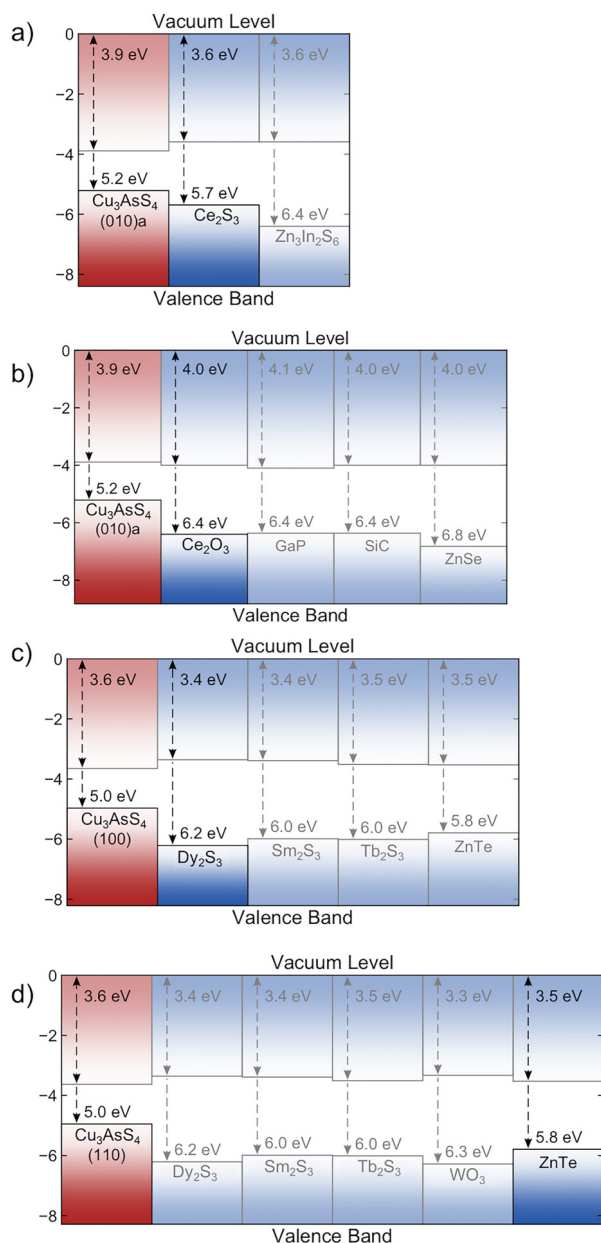 a)
Vacuum Level
0
3.9 eV
3.6 eV
3.6 eV
−2
−4
5.2 eV
5.7 eV
6.4 eV
Cu₃AsS₄
(010)a
Ce₂S₃
Zn₃In₂S₆
−6
−8
Valence Band
b)
Vacuum Level
0
3.9 eV
4.0 eV
4.1 eV
4.0 eV
4.0 eV
−2
−4
5.2 eV
6.4 eV
6.4 eV
6.4 eV
6.8 eV
Cu₃AsS₄
(010)a
Ce₂O₃
GaP
SiC
ZnSe
−6
−8
Valence Band
c)
Vacuum Level
0
3.6 eV
3.4 eV
3.4 eV
3.5 eV
3.5 eV
−2
−4
5.0 eV
6.2 eV
6.0 eV
6.0 eV
5.8 eV
Cu₃AsS₄
(100)
Dy₂S₃
Sm₂S₃
Tb₂S₃
ZnTe
−6
−8
Valence Band
d)
Vacuum Level
0
3.6 eV
3.4 eV
3.4 eV
3.5 eV
3.3 eV
3.5 eV
−2
−4
5.0 eV
6.2 eV
6.0 eV
6.0 eV
6.3 eV
5.8 eV
Cu₃AsS₄
(110)
Dy₂S₃
Sm₂S₃
Tb₂S₃
WO₃
ZnTe
−6
−8
Valence Band